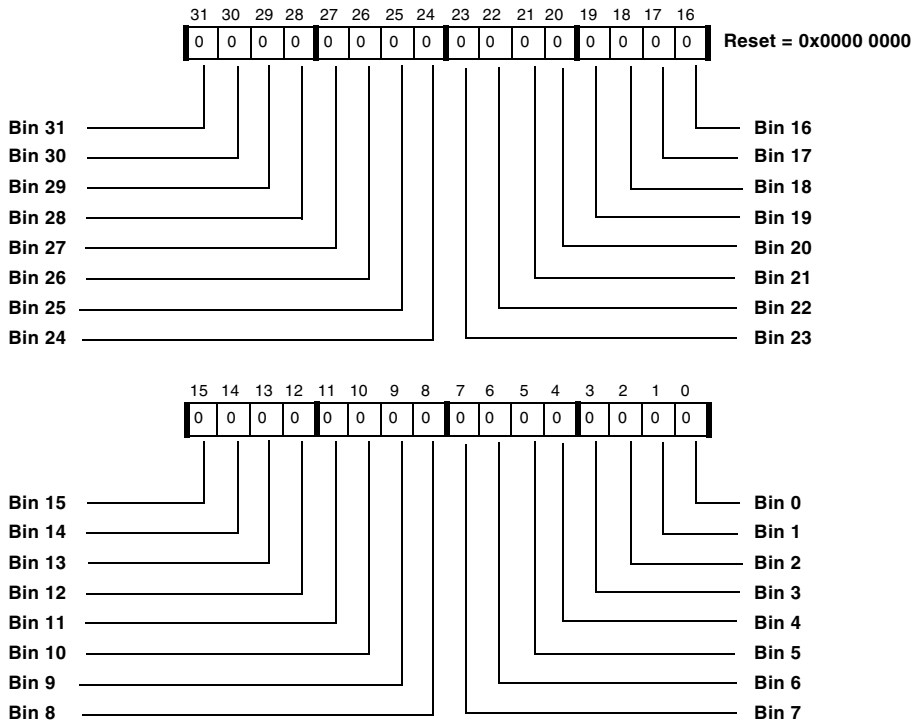 31 30 29 28 27 26 25 24 23 22 21 20 19 18 17 16
0 0 0 0 0 0 0 0 0 0 0 0 0 0 0 0 Reset = 0x0000 0000
Bin 31 Bin 16
Bin 30 Bin 17
Bin 29 Bin 18
Bin 28 Bin 19
Bin 27 Bin 20
Bin 26 Bin 21
Bin 25 Bin 22
Bin 24 Bin 23
15 14 13 12 11 10 9 8 7 6 5 4 3 2 1 0
0 0 0 0 0 0 0 0 0 0 0 0 0 0 0 0
Bin 15 Bin 0
Bin 14 Bin 1
Bin 13 Bin 2
Bin 12 Bin 3
Bin 11 Bin 4
Bin 10 Bin 5
Bin 9 Bin 6
Bin 8 Bin 7